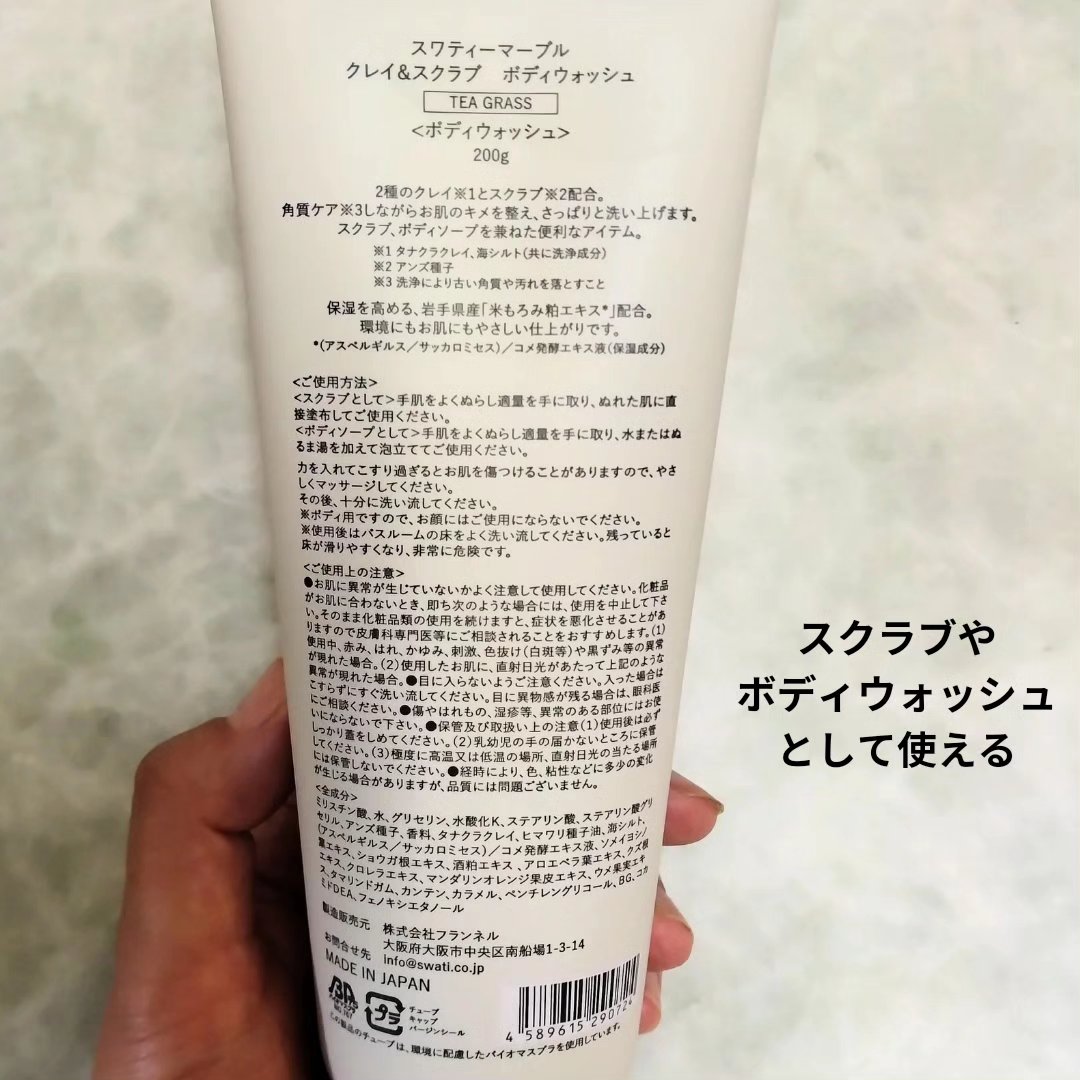 スワティーマーブル
クレイ&スクラブ ボディウォッシュ
TEA GRASS
<ボディウォッシュ>
200g
2種のクレイ※1とスクラブ※2配合。
角質ケア※3しながらお肌のキメを整え、さっぱりと洗い上げます。
スクラブ、ボディソープを兼ねた便利なアイテム。
※1 タナクラクレイ、海シルト(共に洗浄成分)
※2 アンズ種子
※3 洗浄により古い角質や汚れを落とすこと
保湿を高める、岩手県産「米もろみ粕エキス*」配合。
環境にもお肌にもやさしい仕上がりです。
*(アスペルギルス／サッカロミセス)／コメ発酵エキス液(保湿成分)
<ご使用方法>
<スクラブとして>手肌をよくぬらし適量を手に取り、ぬれた肌に直
接塗布してご使用ください。
<ボディソープとして>手肌をよくぬらし適量を手に取り、水またはぬ
るま湯を加えて泡立ててご使用ください。
力を入れてこすり過ぎるとお肌を傷つけることがありますので、やさ
しくマッサージしてください。
その後、十分に洗い流してください。
※ボディ用ですので、お顔にはご使用にならないでください。
※使用後はバスルームの床をよく洗い流してください。残っていると
床が滑りやすくなり、非常に危険です。
<ご使用上の注意>
●お肌に異常が生じていないかよく注意して使用してください。化粧品
がお肌に合わないとき、即ち次のような場合には、使用を中止して下さ
い。そのまま化粧品類の使用を続けますと、症状を悪化させることがあ
りますので皮膚科専門医等にご相談されることをおすすめします。(1)
使用中、赤み、はれ、かゆみ、刺激、色抜け(白斑等)や黒ずみ等の異常
が現れた場合。(2)使用したお肌に、直射日光があたって上記のような
異常が現れた場合。●目に入らないようご注意ください。入った場合は
こすらずにすぐ洗い流してください。目に異物感が残る場合は、眼科医
にご相談ください。●傷やはれもの、湿疹等、異常のある部位にはお使
いにならないで下さい。●保管及び取扱い上の注意(1)使用後は必ず
しっかり蓋をしめてください。(2)乳幼児の手の届かないところに保管
してください。(3)極度に高温又は低温の場所、直射日光の当たる場所
には保管しないでください。●経時により、色、粘性などに多少の変化
が生じる場合がありますが、品質には問題ございません。
<全成分>
ミリスチン酸、水、グリセリン、水酸化K、ステアリン酸、ステアリン酸グリ
セリル、アンズ種子、香料、タナクラクレイ、ヒマワリ種子油、海シルト、
(アスペルギルス／サッカロミセス)／コメ発酵エキス液、ソメイヨシノ
葉エキス、ショウガ根エキス、酒粕エキス、アロエベラ葉エキス、クズ根
エキス、クロレラエキス、マンダリンオレンジ果皮エキス、ウメ果実エキ
ス、タマリンドガム、カンテン、カラメル、ペンチレングリコール、BG、コカ
ミドDEA、フェノキシエタノール
製造販売元 株式会社フランネル
大阪府大阪市中央区南船場1-3-14
お問合せ先 info@swati.co.jp
MADE IN JAPAN
プラ
チューブ
キャップ
バージンシール
4 589615 29072
この製品のチューブは、環境に配慮したバイオマスプラを使用しています。
スクラブや
ボディウォッシュ
として使える